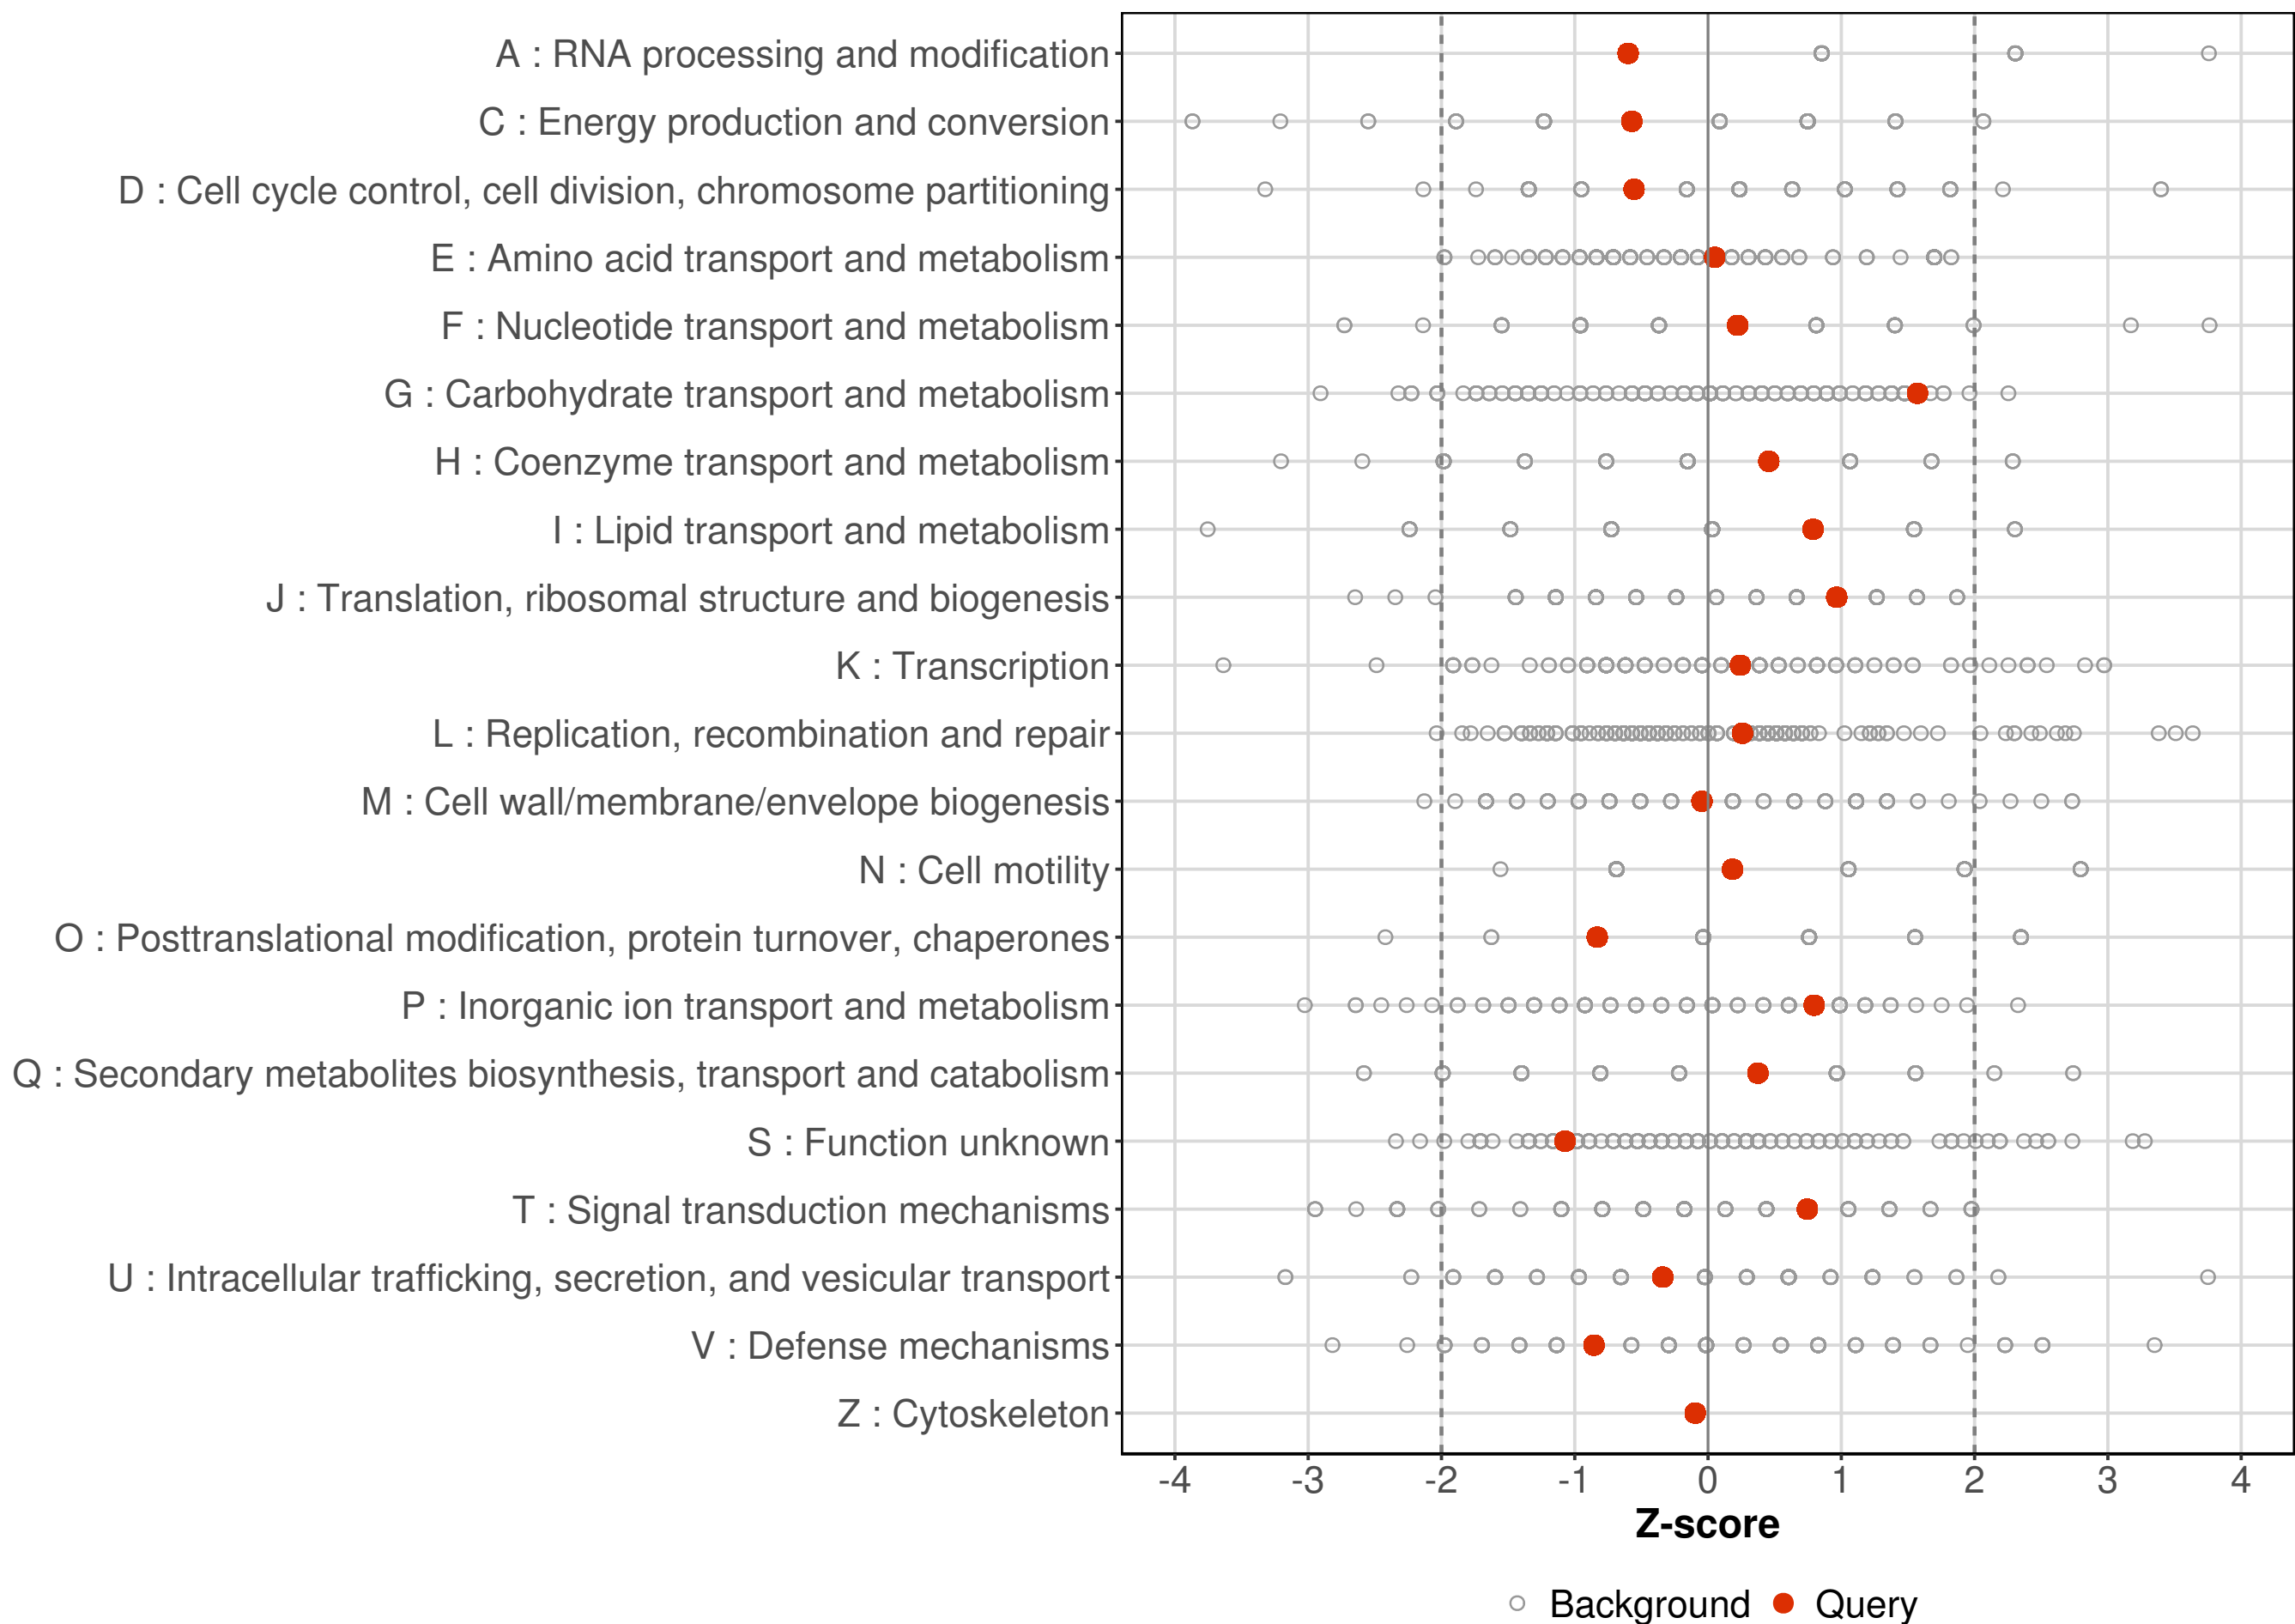 A : RNA processing and modification
C : Energy production and conversion
D : Cell cycle control, cell division, chromosome partitioning
E : Amino acid transport and metabolism
F : Nucleotide transport and metabolism
G : Carbohydrate transport and metabolism
H : Coenzyme transport and metabolism
I : Lipid transport and metabolism
J : Translation, ribosomal structure and biogenesis
K : Transcription
L : Replication, recombination and repair
M : Cell wall/membrane/envelope biogenesis
N : Cell motility
O : Posttranslational modification, protein turnover, chaperones
P : Inorganic ion transport and metabolism
Q : Secondary metabolites biosynthesis, transport and catabolism
S : Function unknown
T : Signal transduction mechanisms
U : Intracellular trafficking, secretion, and vesicular transport
V : Defense mechanisms
Z : Cytoskeleton
-4 -3 -2 -1 0 1 2 3 4
Z-score
Background Query